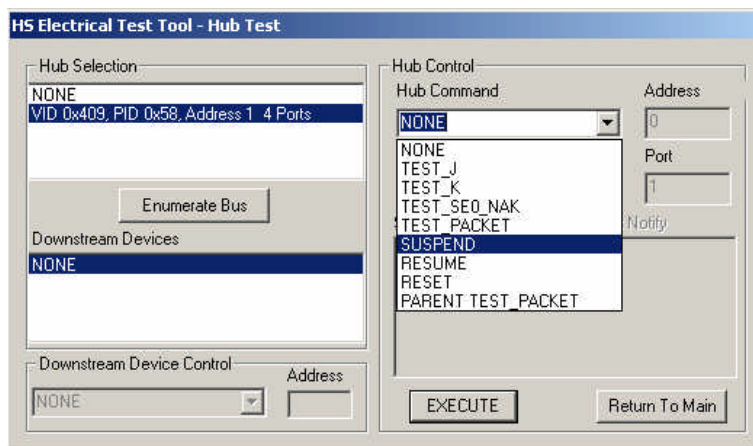 HS Electrical Test Tool - Hub Test
Hub Selection
NONE
VID 0x409, PID 0x58, Address 1 4 Ports
Enumerate Bus
Downstream Devices
NONE
Downstream Device Control
Address
NONE
Hub Control
Hub Command
Address
NONE
0
Port
1
NONE
TEST_J
TEST_K
TEST_SE0_NAK
TEST_PACKET
SUSPEND
RESUME
RESET
PARENT TEST_PACKET
Notify
EXECUTE
Return To Main